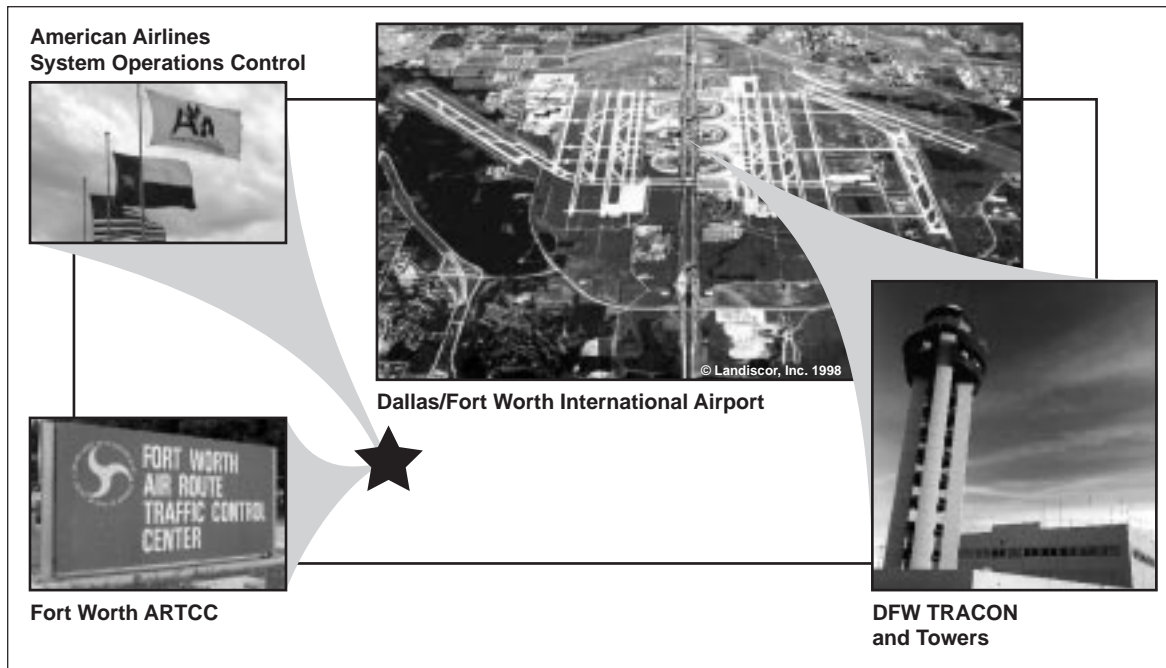 American Airlines
System Operations Control
© Landiscor, Inc. 1998
Dallas/Fort Worth International Airport
FORT WORTH
AIR ROUTE
TRAFFIC CONTROL
CENTER
Fort Worth ARTCC
DFW TRACON
and Towers